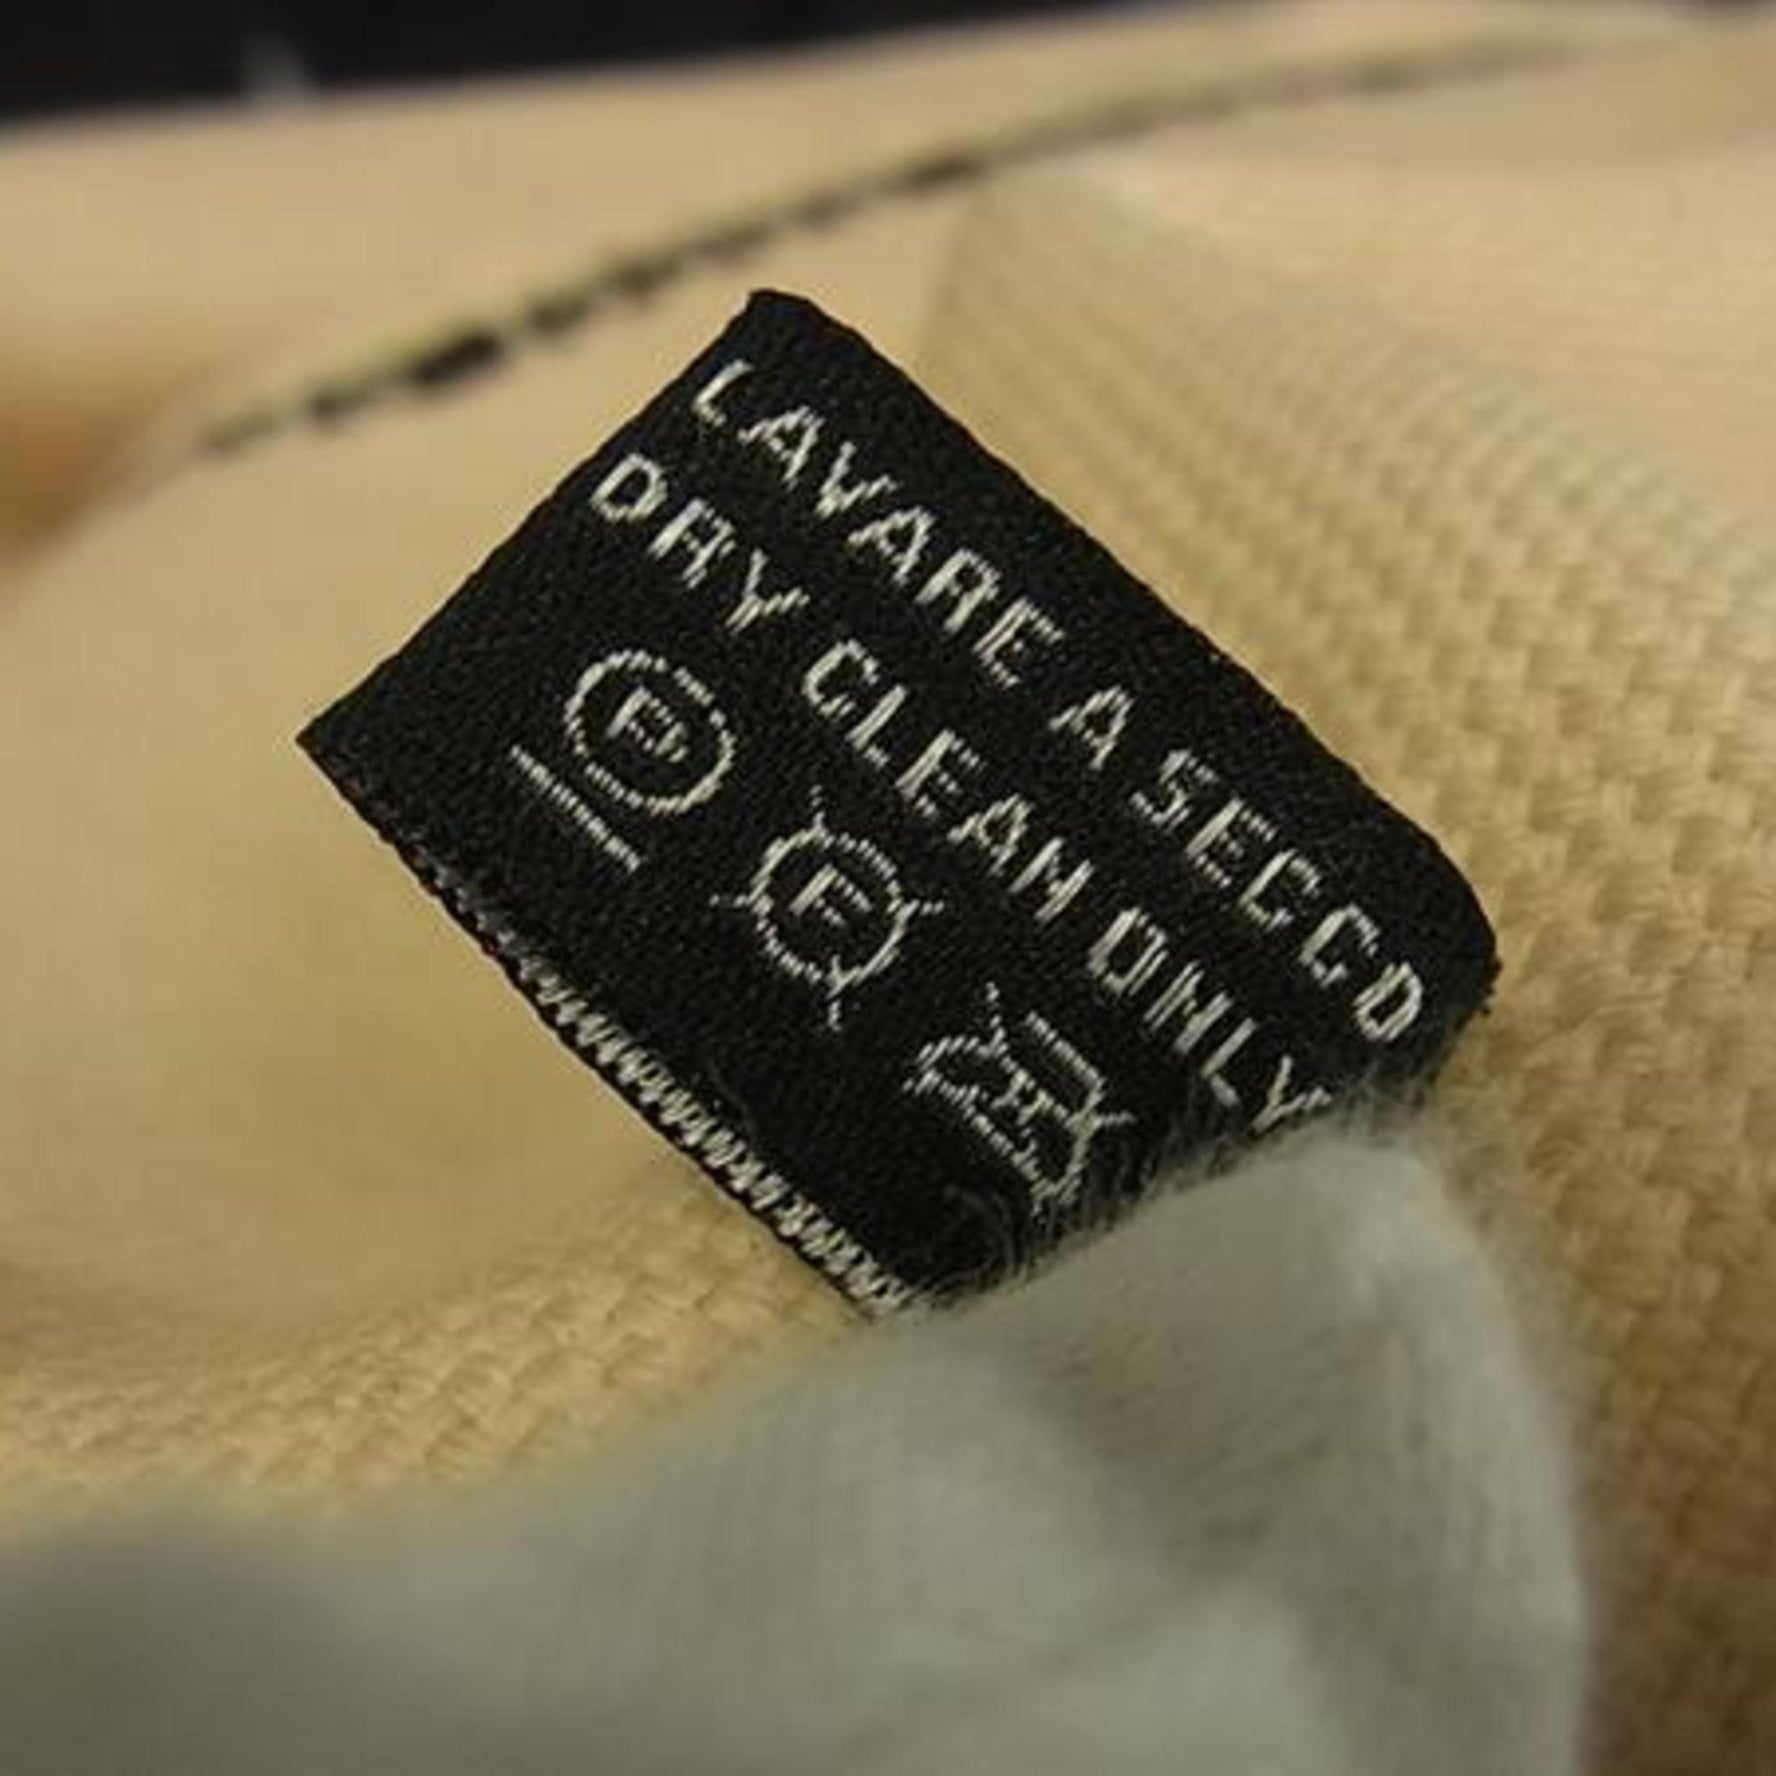 LAVARE A SECCO
DRY CLEAN ONLY
F